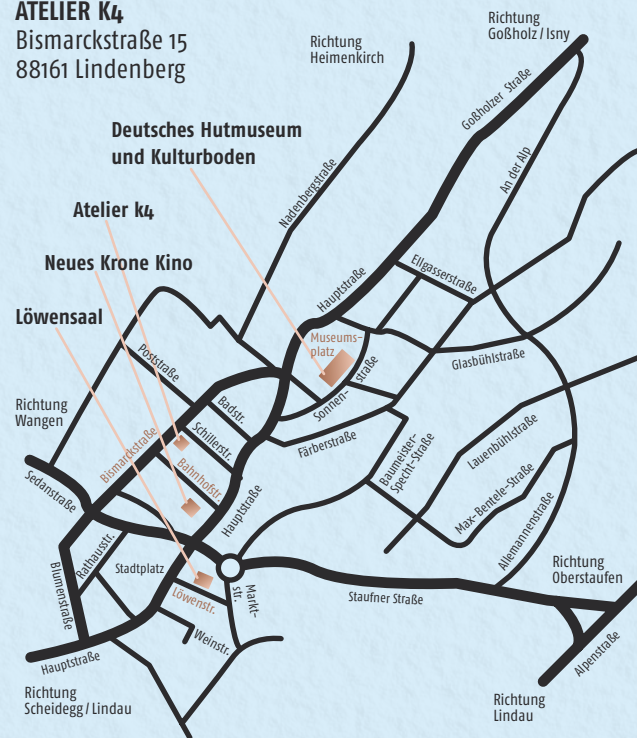 ATELIER K4
Bismarckstraße 15
88161 Lindenberg
Richtung
Heimenkirch
Richtung
Goßholz / Isny
Goßholzer Straße
An der Alp
Deutsches Hutmuseum
und Kulturboden
Nadenbergstraße
Atelier k4
Neues Krone Kino
Löwensaal
Ellgasserstraße
Hauptstraße
Museums-
platz
Glasbühlstraße
Sonnen-
straße
Poststraße
Badstr.
Schillerstr.
Färberstraße
Baumeister-
Specht-Straße
Lauenbühlstraße
Max-Bentele-Straße
Allemannenstraße
Richtung
Wangen
Bismarckstraße
Bahnhofstr.
Hauptstraße
Sedanstraße
Rathausstr.
Stadtplatz
Blumenstraße
Löwenstr.
Markt-
str.
Staufner Straße
Richtung
Oberstaufen
Weinstr.
Hauptstraße
Alpenstraße
Richtung
Scheidegg / Lindau
Richtung
Lindau